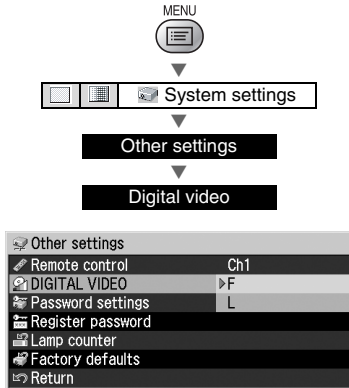 MENU
System settings
Other settings
Digital video
Other settings
Remote control Ch1
DIGITAL VIDEO F
L
Password settings
Register password
Lamp counter
Factory defaults
Return